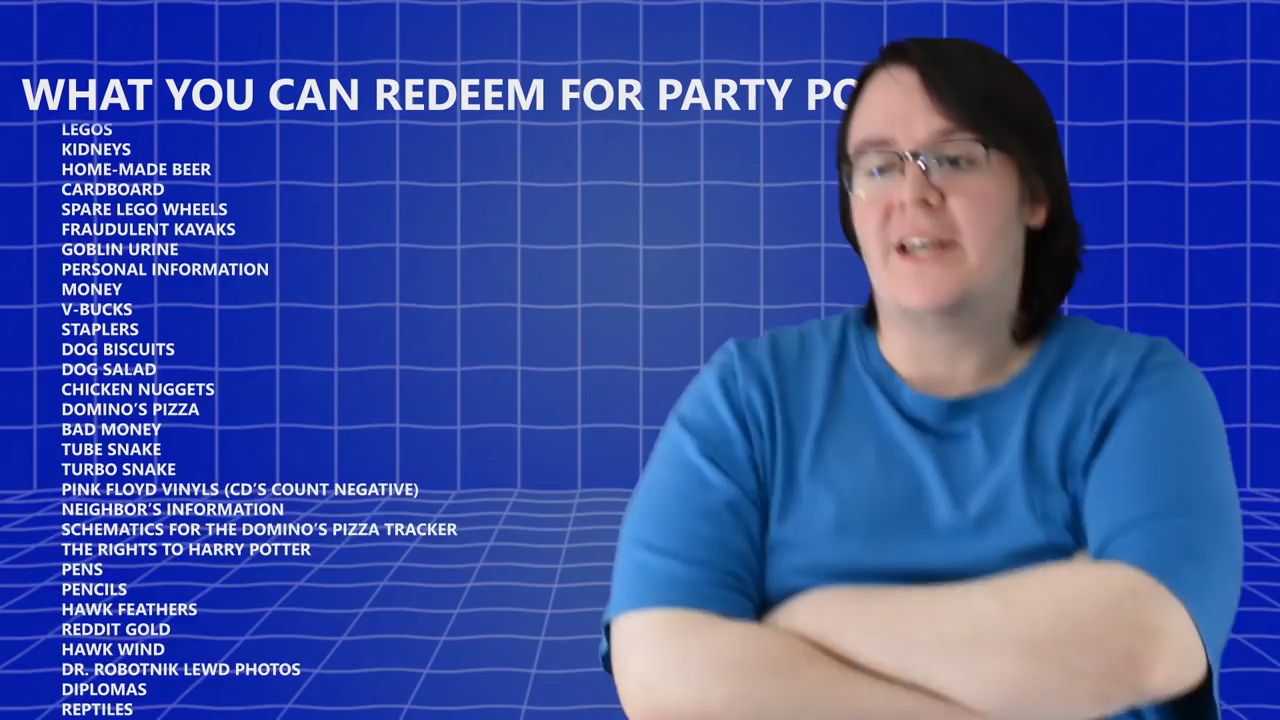 WHAT YOU CAN REDEEM FOR PARTY
LEGOS
KIDNEYS
HOME-MADE BEER
CARDBOARD
SPARE LEGO WHEELS
FRAUDULENT KAYAKS
GOBLIN URINE
PERSONAL INFORMATION
MONEY
V-BUCKS
STAPLERS
DOG BISCUITS
DOG SALAD
CHICKEN NUGGETS
DOMINO'S PIZZA
BAD MONEY
TUBE SNAKE
TURBO SNAKE
PINK FLOYD VINYLS (CD'S COUNT NEGATIVE)
NEIGHBOR'S INFORMATION
SCHEMATICS FOR THE DOMINO'S PIZZA TRACKER
THE RIGHTS TO HARRY POTTER
PENS
PENCILS
HAWK FEATHERS
REDDIT GOLD
HAWK WIND
DR. ROBOTNIK LEWD PHOTOS
DIPLOMAS
REPTILES